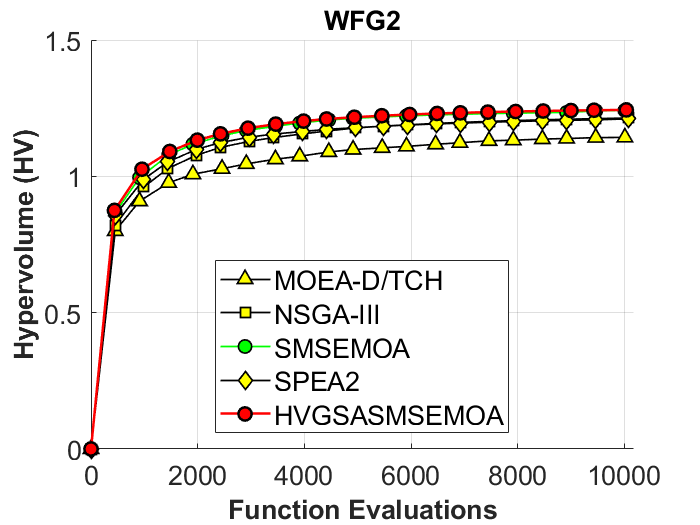 WFG2
Hypervolume (HV)
1.5
1
0.5
0
MOEA-D/TCH
NSGA-III
SMSEMOA
SPEA2
HVGSASMSEMOA
0 2000 4000 6000 8000 10000
Function Evaluations